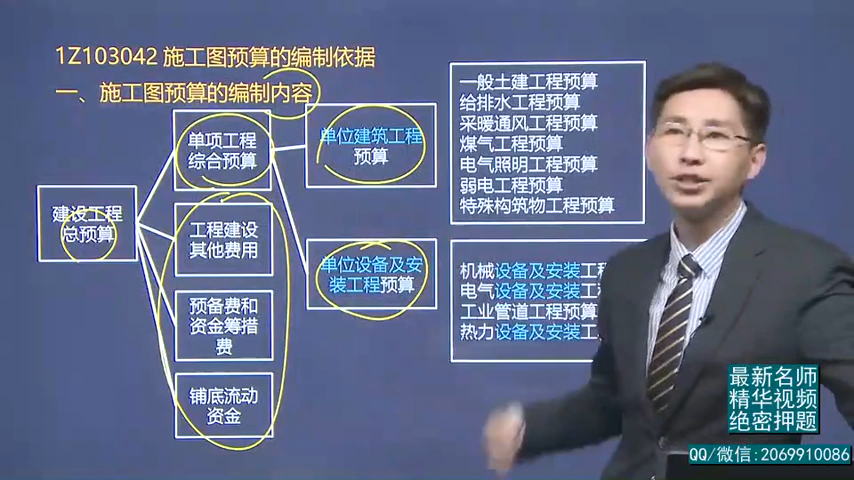 1Z103042 施工图预算的编制依据
一、施工图预算的编制内容
建设工程
总预算
单项工程
综合预算
工程建设
其他费用
预备费和
资金筹措
费
铺底流动
资金
单位建筑工程
预算
单位设备及安
装工程预算
一般土建工程预算
给排水工程预算
采暖通风工程预算
煤气工程预算
电气照明工程预算
弱电工程预算
特殊构筑物工程预算
机械设备及安装工程
电气设备及安装工
工业管道工程预算
热力设备及安装工
最新名师
精华视频
绝密押题
QQ/微信:2069910086